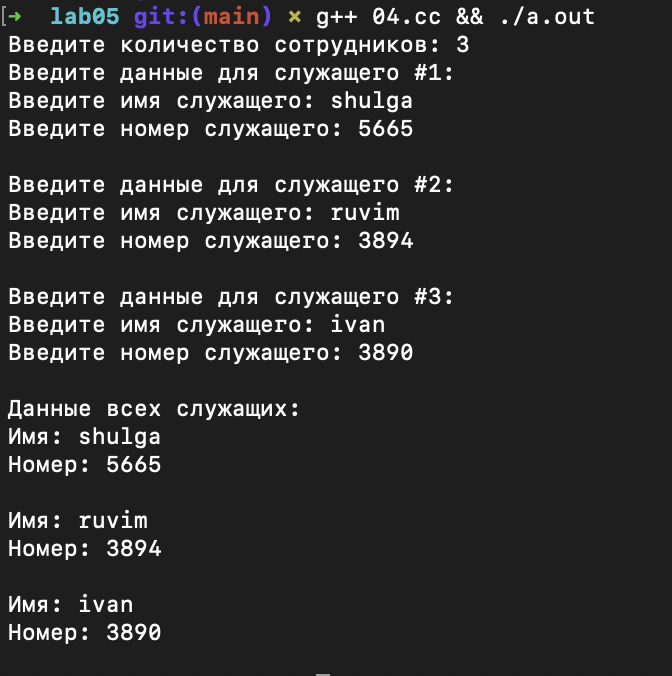 [➜  lab05 git:(main) ✗ g++ 04.cc && ./a.out
Введите количество сотрудников: 3
Введите данные для служащего #1:
Введите имя служащего: shulga
Введите номер служащего: 5665
Введите данные для служащего #2:
Введите имя служащего: ruvim
Введите номер служащего: 3894
Введите данные для служащего #3:
Введите имя служащего: ivan
Введите номер служащего: 3890
Данные всех служащих:
Имя: shulga
Номер: 5665
Имя: ruvim
Номер: 3894
Имя: ivan
Номер: 3890